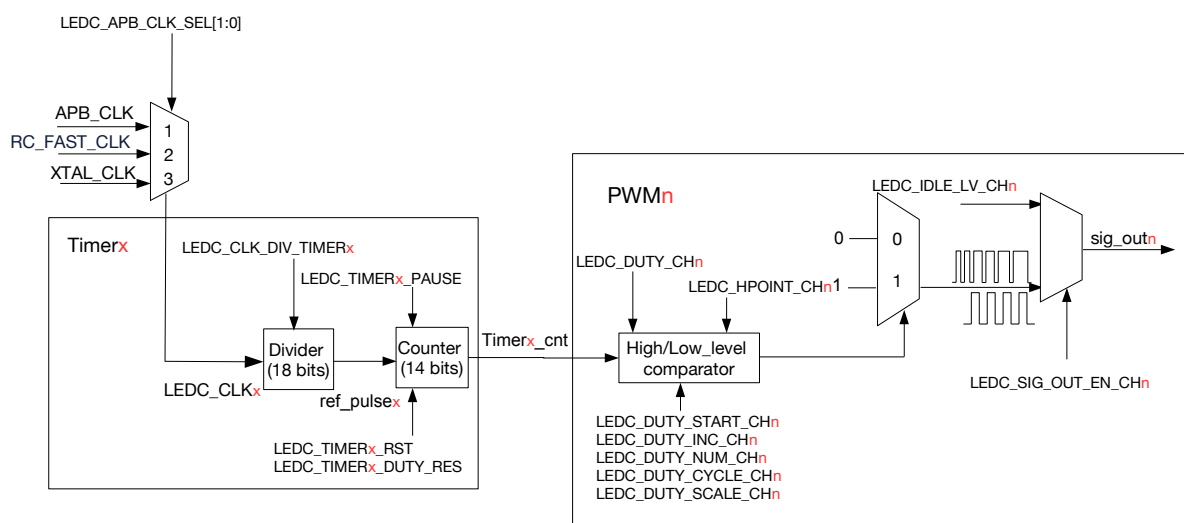 LEDC_APB_CLK_SEL[1:0]
APB_CLK
RC_FAST_CLK
XTAL_CLK
1
2
3
Timerx
LEDC_CLK_DIV_TIMERx
LEDC_TIMERx_PAUSE
Divider
(18 bits)
Counter
(14 bits)
LEDC_CLKx
ref_pulsex
LEDC_TIMERx_RST
LEDC_TIMERx_DUTY_RES
Timerx_cnt
PWMn
LEDC_DUTY_CHn
LEDC_HPOINT_CHn
High/Low_level
comparator
LEDC_DUTY_START_CHn
LEDC_DUTY_INC_CHn
LEDC_DUTY_NUM_CHn
LEDC_DUTY_CYCLE_CHn
LEDC_DUTY_SCALE_CHn
0
1
0
1
LEDC_IDLE_LV_CHn
sig_outn
LEDC_SIG_OUT_EN_CHn